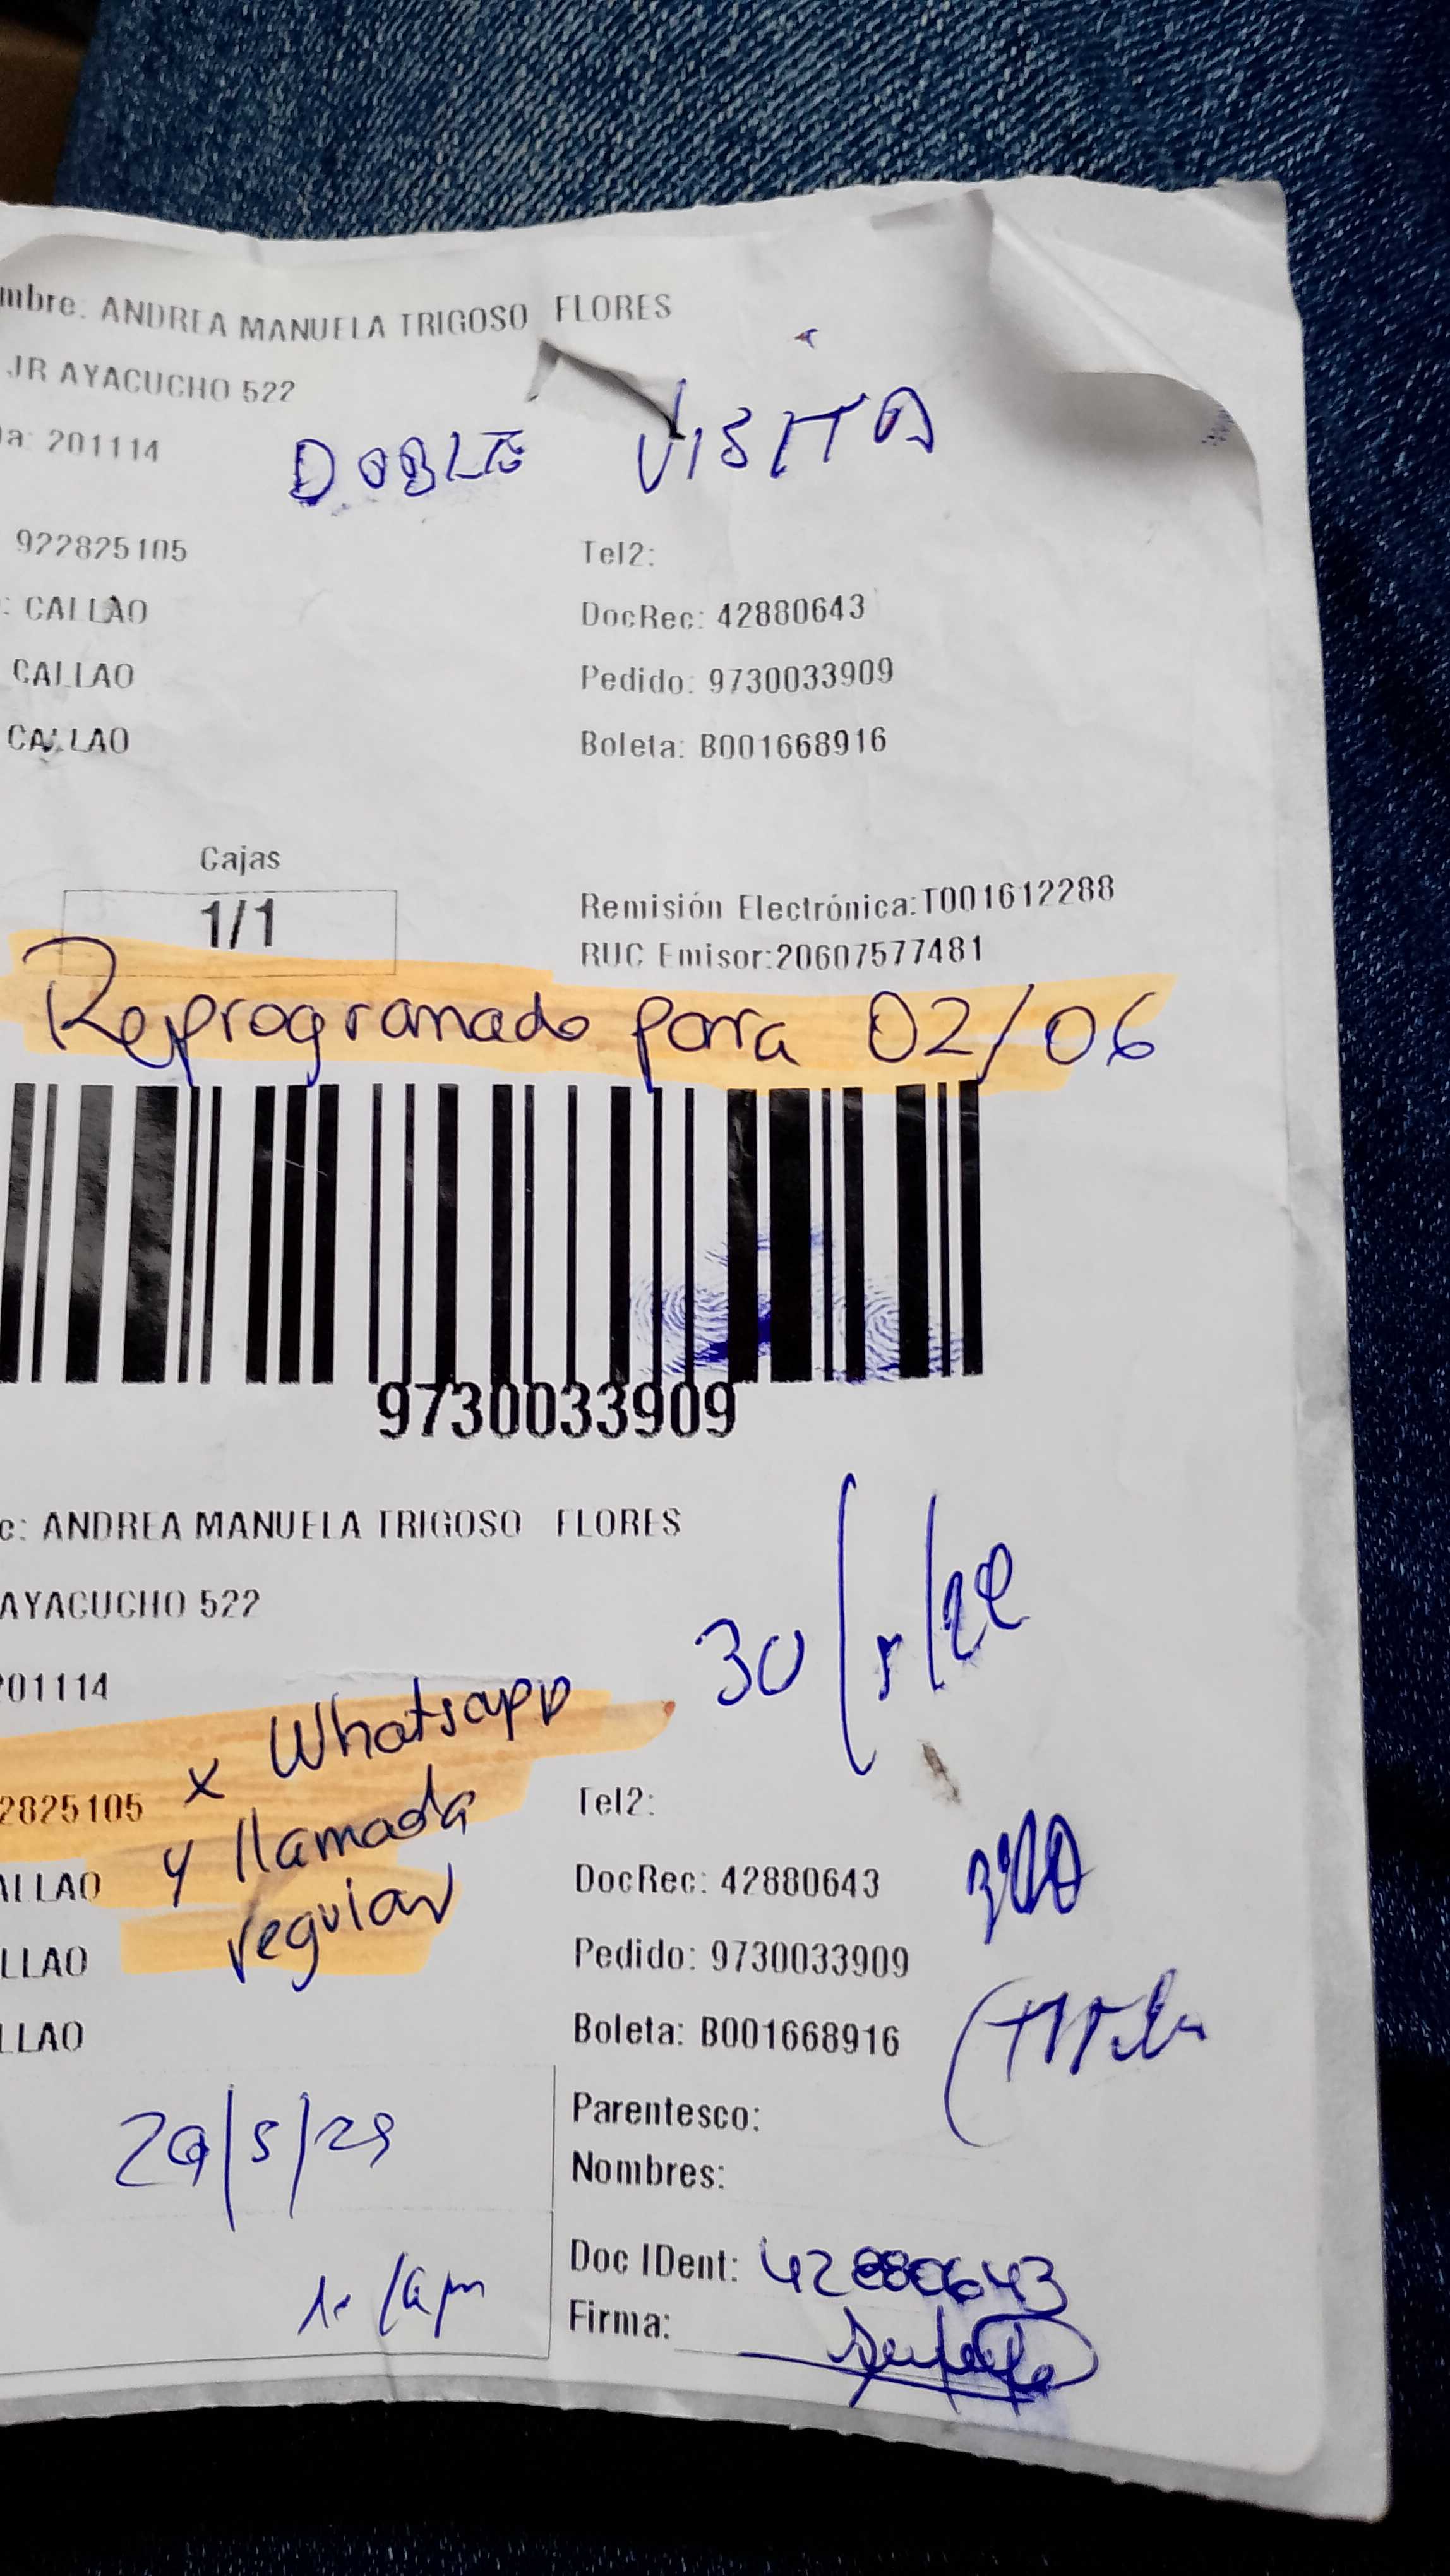 mbre: ANDREA MANUELA TRIGOSO FLORES
JR AYACUCHO 522
a: 201114
DOBLE VISITA
922825105 Tel2:
: CALLAO DocRec: 42880643
CALLAO Pedido: 9730033909
CALLAO Boleta: B001668916
Cajas
1/1
Remisión Electrónica:T001612288
RUC Emisor:20607577481
Reprogramado para 02/06
9730033909
c: ANDREA MANUELA TRIGOSO FLORES
AYACUCHO 522
30/5/22
01114
x Whatsapp
2825105 Tel2:
y llamada
ALLAO DocRec: 42880643
regular
LLAO Pedido: 9730033909
LLAO Boleta: B001668916
Parentesco:
Nombres:
Doc IDent: 42880643
Firma: